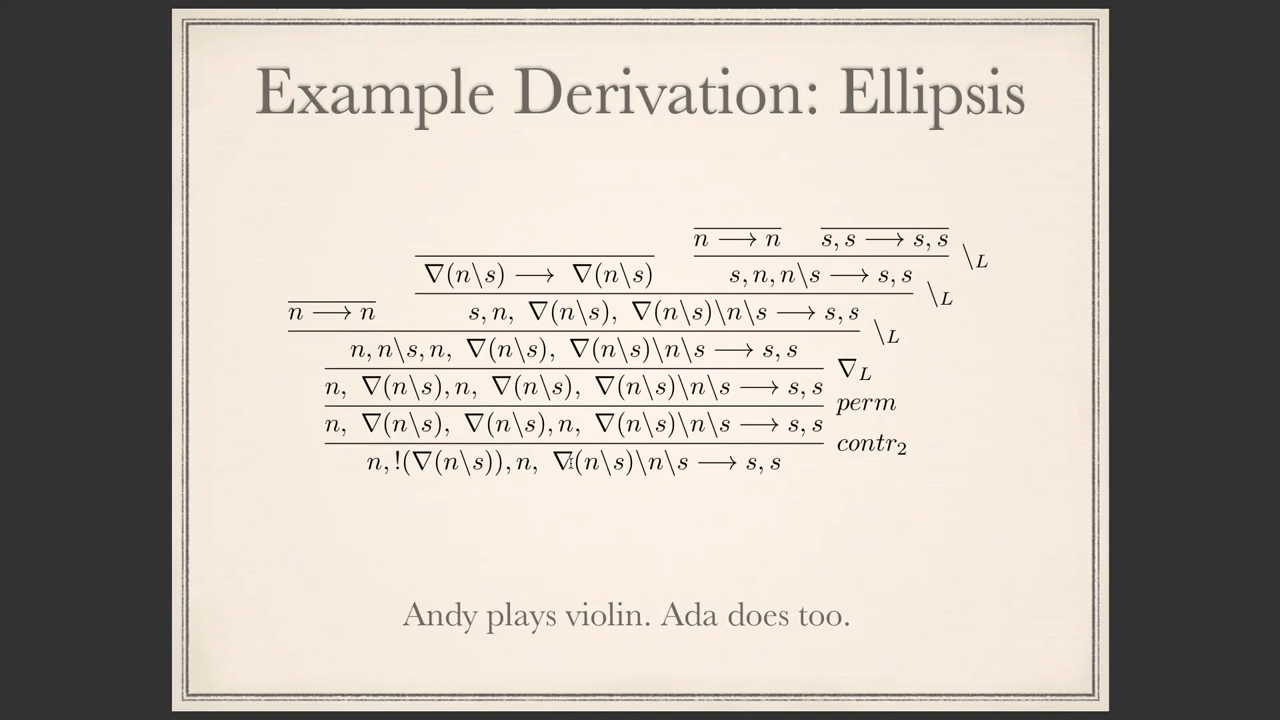 Example Derivation: Ellipsis
n ⟶ n    s, s ⟶ s, s
\L
∇(n\s) ⟶ ∇(n\s)    s, n, n\s ⟶ s, s
\L
n ⟶ n    s, n, ∇(n\s), ∇(n\s)\n\s ⟶ s, s
\L
n, n\s, n, ∇(n\s), ∇(n\s)\n\s ⟶ s, s
∇L
n, ∇(n\s), n, ∇(n\s), ∇(n\s)\n\s ⟶ s, s
perm
n, ∇(n\s), ∇(n\s), n, ∇(n\s)\n\s ⟶ s, s
contr₂
n, !(∇(n\s)), n, ∇(n\s)\n\s ⟶ s, s
Andy plays violin. Ada does too.